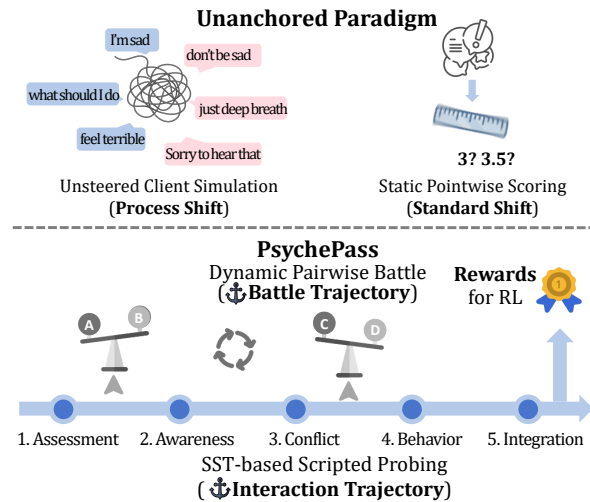 Unanchored Paradigm
I'm sad
don't be sad
what should I do
just deep breath
feel terrible
Sorry to hear that
3? 3.5?
Unsteered Client Simulation
(Process Shift)
Static Pointwise Scoring
(Standard Shift)
PsychePass
Dynamic Pairwise Battle
(⚓Battle Trajectory)
Rewards
for RL
1
A
B
C
D
1. Assessment
2. Awareness
3. Conflict
4. Behavior
5. Integration
SST-based Scripted Probing
(⚓Interaction Trajectory)